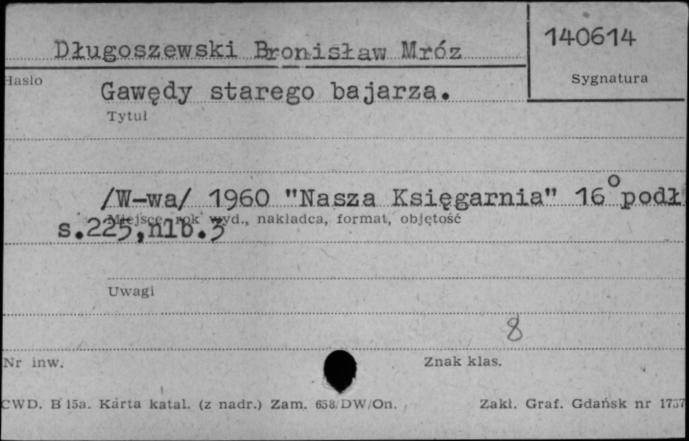 Długoszewski Bronisław Mróz
140614
Hasło
Sygnatura
Gawędy starego bajarza.
Tytuł
/W-wa/ 1960 "Nasza Księgarnia" 16° podł
Miejsce, rok wyd., nakładca, format, objętość
s.225,nlb.3
Uwagi
8
Nr inw.
Znak klas.
CWD. B 15a. Karta katal. (z nadr.) Zam. 658/DW/On.
Zakł. Graf. Gdańsk nr 1737